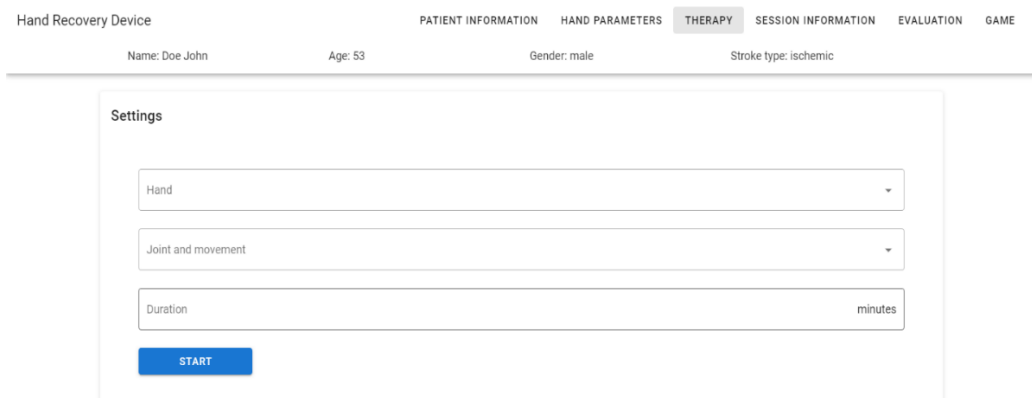 Hand Recovery Device PATIENT INFORMATION HAND PARAMETERS THERAPY SESSION INFORMATION EVALUATION GAME
Name: Doe John Age: 53 Gender: male Stroke type: ischemic
Settings
Hand
Joint and movement
Duration minutes
START